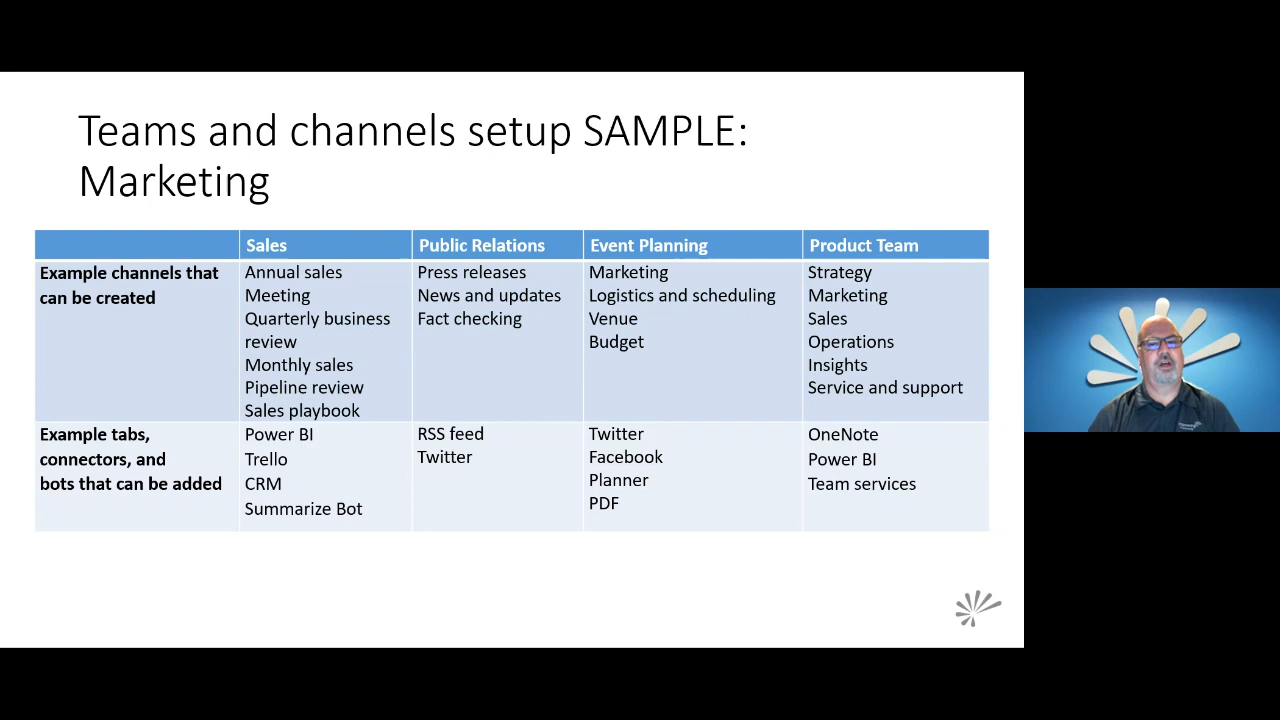 Teams and channels setup SAMPLE:
Marketing
Sales
Public Relations
Event Planning
Product Team
Example channels that
can be created
Annual sales
Meeting
Quarterly business
review
Monthly sales
Pipeline review
Sales playbook
Press releases
News and updates
Fact checking
Marketing
Logistics and scheduling
Venue
Budget
Strategy
Marketing
Sales
Operations
Insights
Service and support
Example tabs,
connectors, and
bots that can be added
Power BI
Trello
CRM
Summarize Bot
RSS feed
Twitter
Twitter
Facebook
Planner
PDF
OneNote
Power BI
Team services